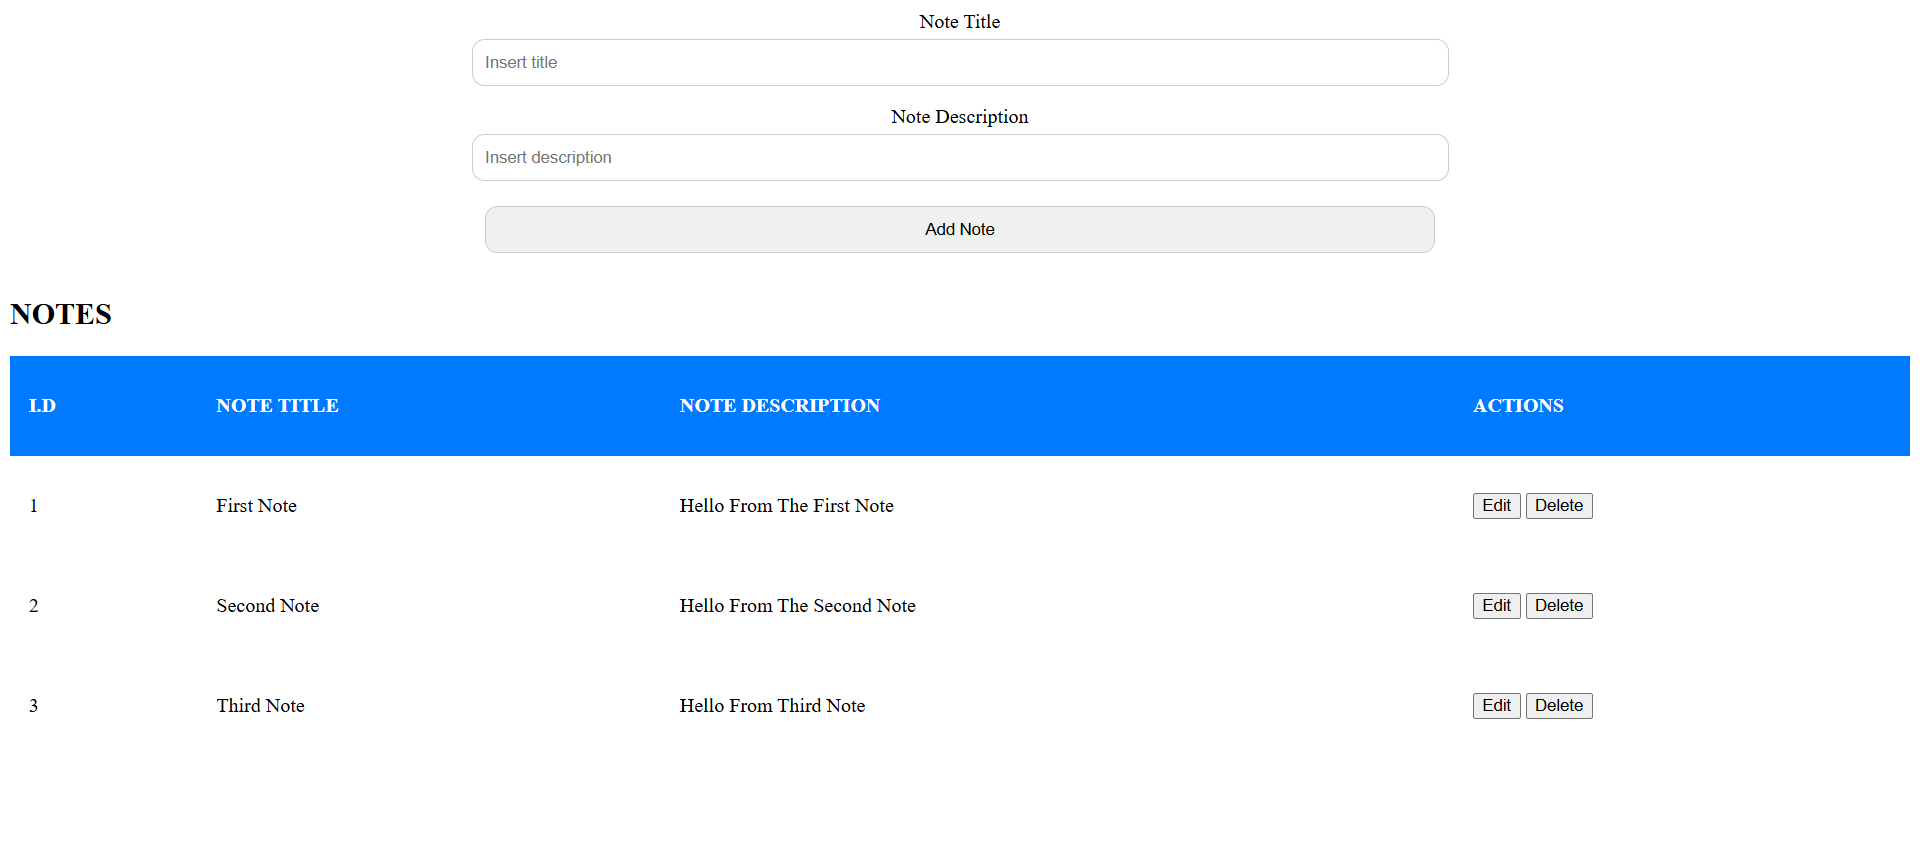 Note Title
Insert title
Note Description
Insert description
Add Note
NOTES
I.D NOTE TITLE NOTE DESCRIPTION ACTIONS
1 First Note Hello From The First Note Edit Delete
2 Second Note Hello From The Second Note Edit Delete
3 Third Note Hello From Third Note Edit Delete